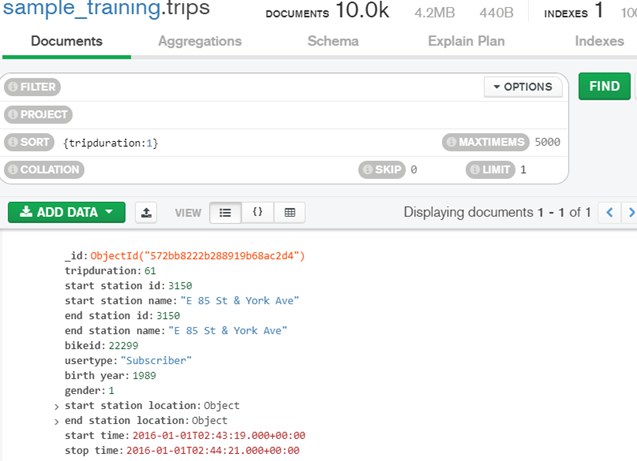 sample_training.trips DOCUMENTS 10.0k 4.2MB 440B INDEXES 1
Documents Aggregations Schema Explain Plan Indexes
FILTER OPTIONS FIND
PROJECT
SORT {tripduration:1} MAXTIMEMS 5000
COLLATION SKIP 0 LIMIT 1
ADD DATA VIEW {} Displaying documents 1 - 1 of 1 < >
_id: ObjectId("572bb8222b288919b68ac2d4")
tripduration: 61
start station id: 3150
start station name: "E 85 St & York Ave"
end station id: 3150
end station name: "E 85 St & York Ave"
bikeid: 22299
usertype: "Subscriber"
birth year: 1989
gender: 1
> start station location: Object
> end station location: Object
start time: 2016-01-01T02:43:19.000+00:00
stop time: 2016-01-01T02:44:21.000+00:00